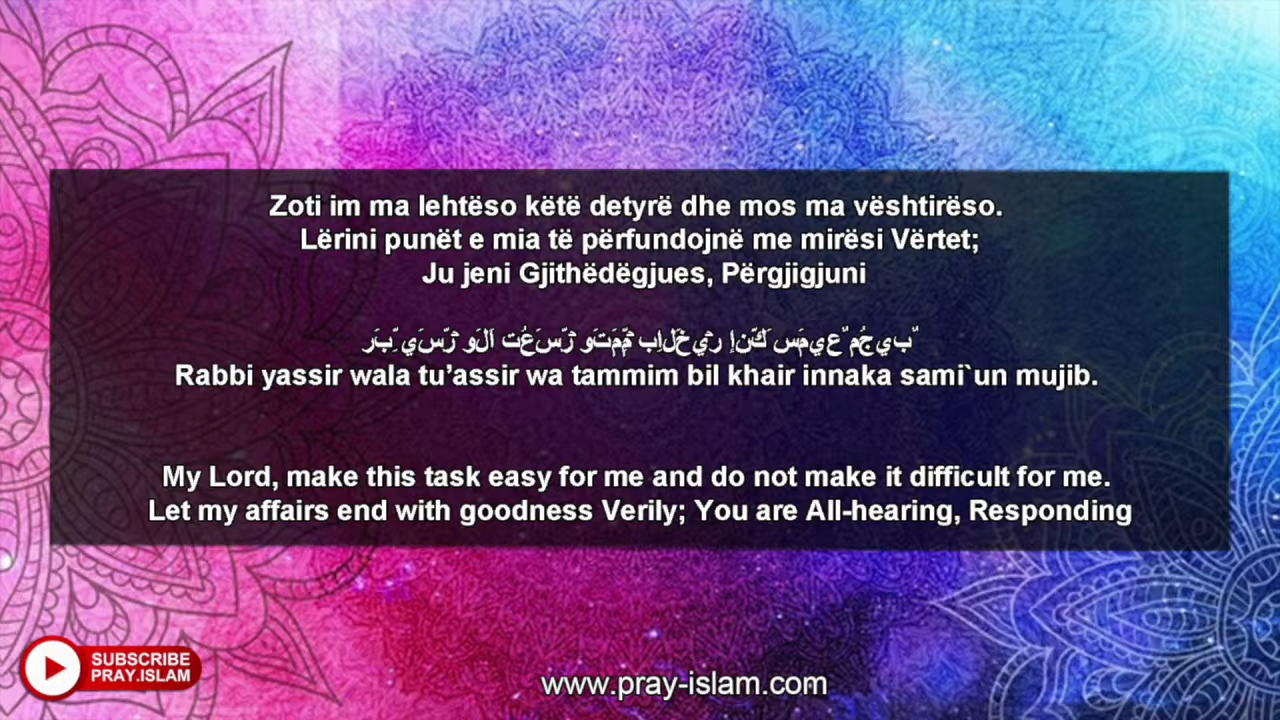 Zoti im ma lehtëso këtë detyrë dhe mos ma vështirëso.
Lërini punët e mia të përfundojnë me mirësi Vërtet;
Ju jeni Gjithëdëgjues, Përgjigjuni
رَبِّ يَسِّرْ وَلَا تُعَسِّرْ وَتَمِّمْ بِالْخَيْرِ إِنَّكَ سَمِيعٌ مُجِيبٌ
Rabbi yassir wala tu’assir wa tammim bil khair innaka sami`un mujib.
My Lord, make this task easy for me and do not make it difficult for me.
Let my affairs end with goodness Verily; You are All-hearing, Responding
SUBSCRIBE
PRAY.ISLAM
www.pray-islam.com